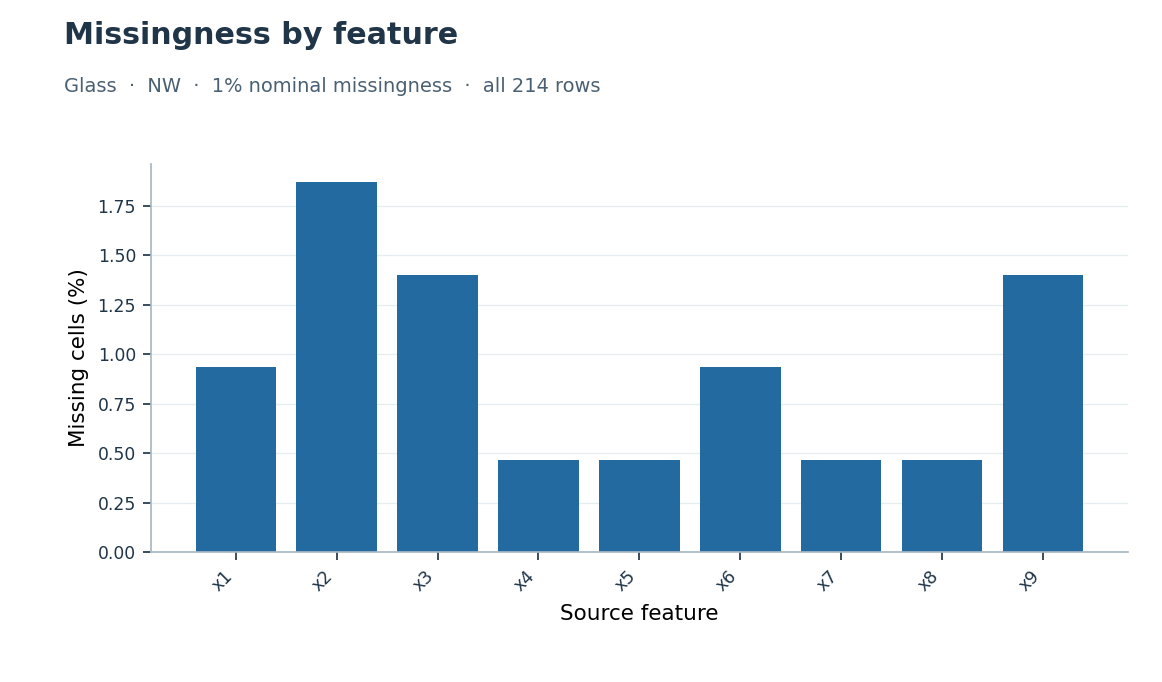 Missingness by feature
Glass · NW · 1% nominal missingness · all 214 rows
Missing cells (%)
1.75
1.50
1.25
1.00
0.75
0.50
0.25
0.00
x1 x2 x3 x4 x5 x6 x7 x8 x9
Source feature